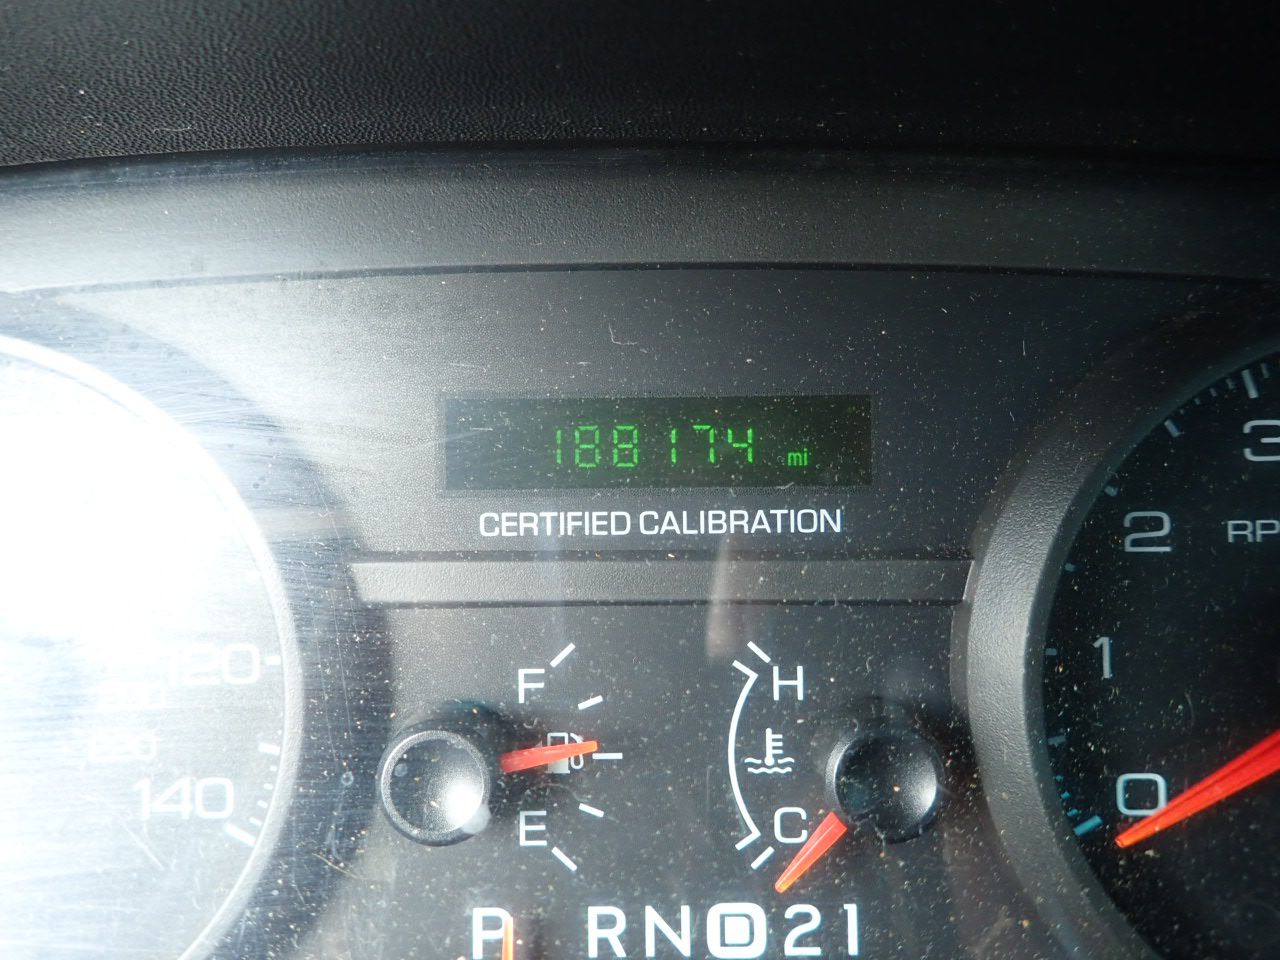 188174 mi
CERTIFIED CALIBRATION
3
2
RP
1
0
120
140
F
E
H
C
P RND21